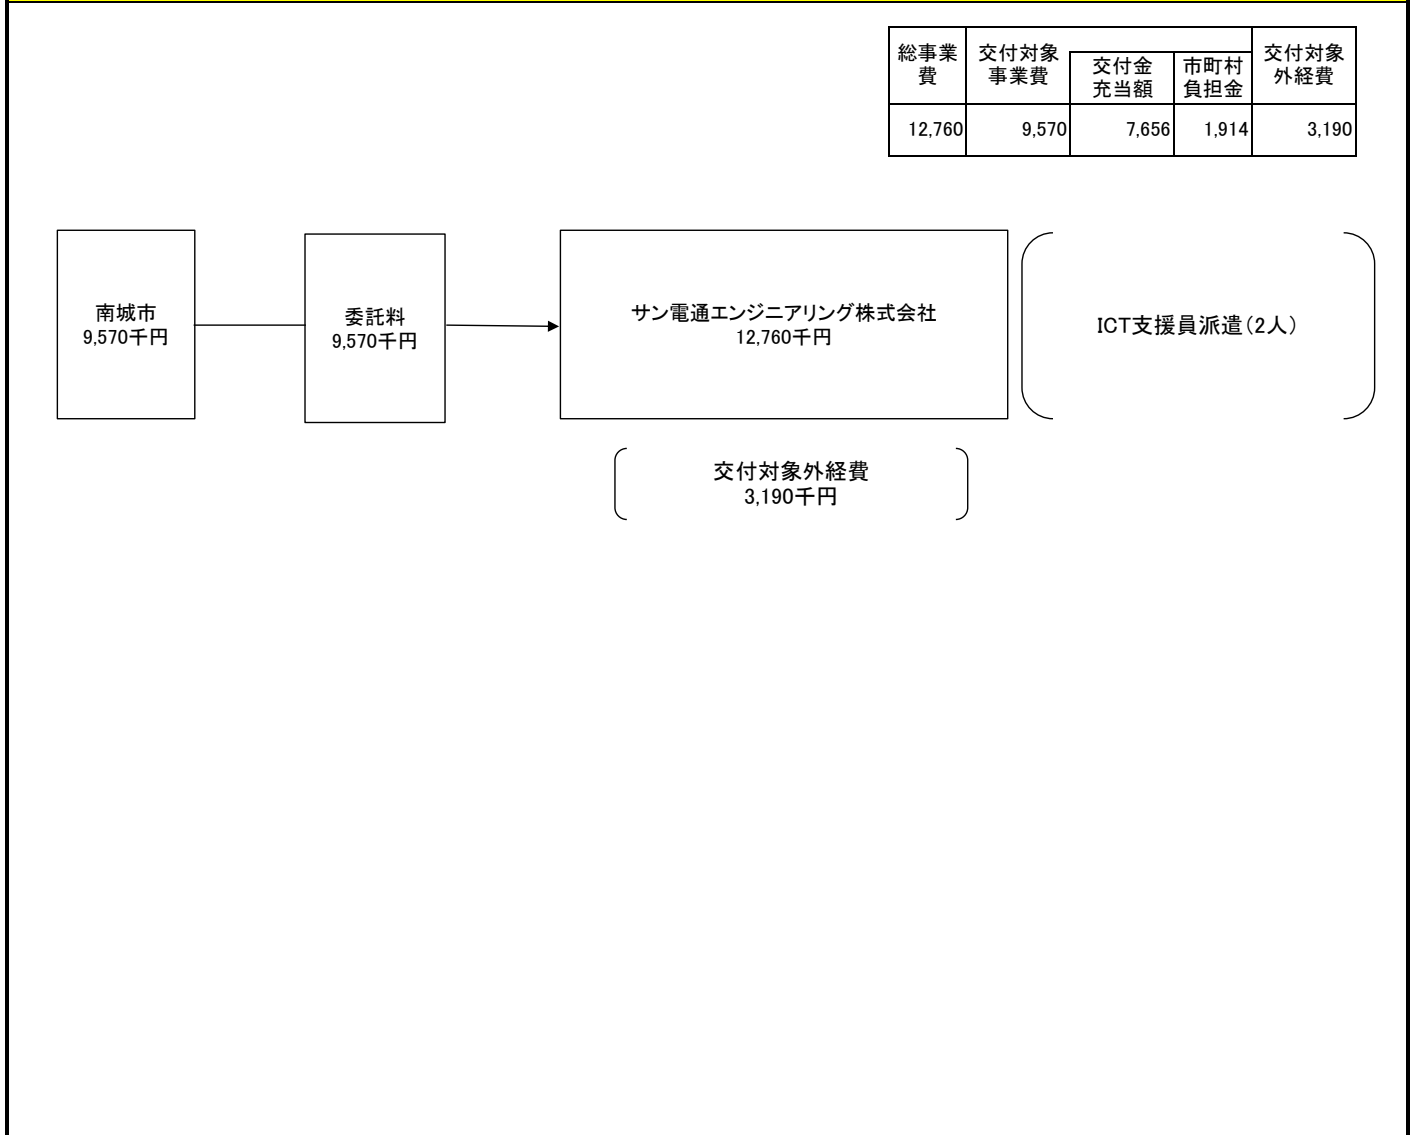 総事業
費
交付対象
事業費
交付金
充当額
市町村
負担金
交付対象
外経費
12,760
9,570
7,656
1,914
3,190
南城市
9,570千円
委託料
9,570千円
サン電通エンジニアリング株式会社
12,760千円
ICT支援員派遣(2人)
交付対象外経費
3,190千円